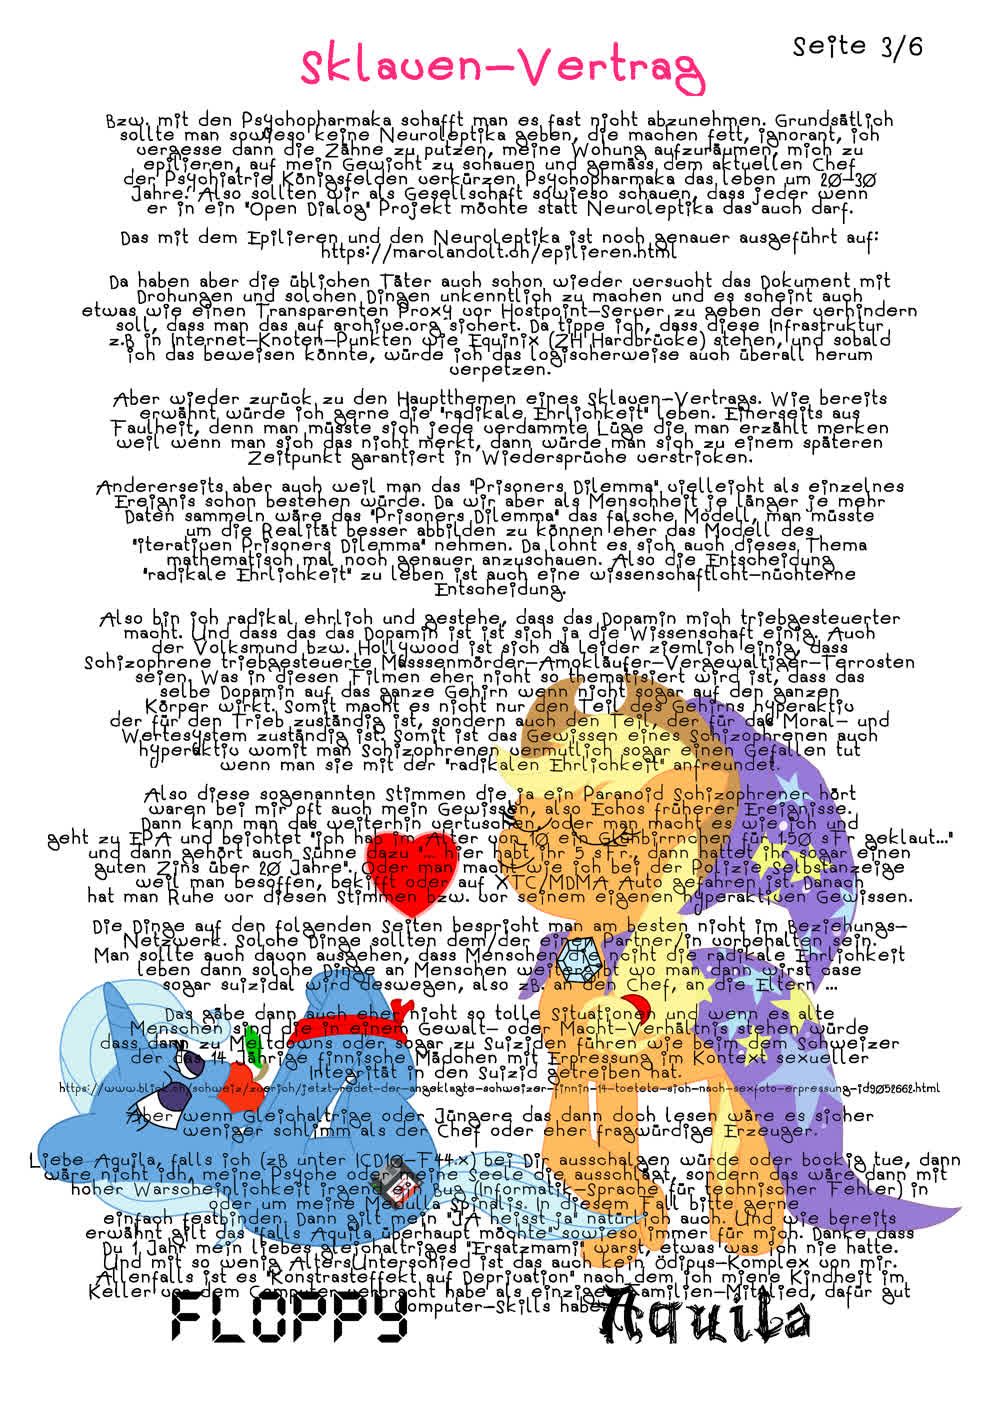 Seite 3/6
Sklaven-Vertrag
Bzw. mit den Psychopharmaka schafft man es fast nicht abzunehmen. Grundsätlich
sollte man sowieso keine Neuroleptika geben, die machen fett, ignorant, ich
vergesse dann die Zähne zu putzen, meine Wohung aufzuräumen, mich zu
epilieren, auf mein Gewicht zu schauen und gemäss dem aktuellen Chef
der Psychiatrie Königsfelden verkürzen Psychopharmaka das leben um 20-30
Jahre. Also sollten wir als Gesellschaft sowieso schauen, dass jeder wenn
er in ein "Open Dialog" Projekt möchte statt Neuroleptika das auch darf.
Das mit dem Epilieren und den Neuroleptika ist noch genauer ausgeführt auf:
https://marolandolt.ch/epilieren.html
Da haben aber die üblichen Täter auch schon wieder versucht das Dokument mit
Drohungen und solchen Dingen unkenntlich zu machen und es scheint auch
etwas wie einen Transparenten Proxy vor Hostpoint-Server zu geben der verhindern
soll, dass man das auf archive.org sichert. Da tippe ich, dass diese Infrastruktur
z.B in Internet-Knoten-Punkten wie Equinix (ZH Hardbrücke) stehen, und sobald
ich das beweisen könnte, würde ich das logischerweise auch überall herum
verpetzen.
Aber wieder zurück zu den Hauptthemen eines Sklaven-Vertrags. Wie bereits
erwähnt würde ich gerne die "radikale Ehrlichkeit" leben. Einerseits aus
Faulheit, denn man müsste sich jede verdammte Lüge die man erzählt merken
weil wenn man sich das nicht merkt, dann würde man sich zu einem späteren
Zeitpunkt garantiert in Wiedersprüche verstricken.
Andererseits aber auch weil man das "Prisoners Dilemma" vielleicht als einzelnes
Ereignis schon bestehen würde. Da wir aber als Menschheit je länger je mehr
Daten sammeln wäre das "Prisoners Dilemma" das falsche Modell, man müsste
um die Realität besser abbilden zu können eher das Modell des
"iterativen Prisoners Dilemma" nehmen. Da lohnt es sich auch dieses Thema
mathematisch mal noch genauer anzuschauen. Also die Entscheidung
"radikale Ehrlichkeit" zu leben ist auch eine wissenschaftlcht-nüchterne
Entscheidung.
Also bin ich radikal ehrlich und gestehe, dass das Dopamin mich triebgesteuerter
macht. Und dass das das Dopamin ist ist sich ja die Wissenschaft einig. Auch
der Volksmund bzw. Hollywood ist sich da leider ziemlich einig, dass
Schizophrene triebgesteuerte Masssenmörder-Amokläufer-Vergewaltiger-Terrosten
seien. Was in diesen Filmen eher nicht so thematisiert wird ist, dass das
selbe Dopamin auf das ganze Gehirn wenn nicht sogar auf den ganzen
Körper wirkt. Somit macht es nicht nur den Teil des Gehirns hyperaktiv
der für den Trieb zuständig ist, sondern auch den Teil, der für das Moral- und
Wertesystem zuständig ist. Somit ist das Gewissen eines Schizophrenen auch
hyperaktiv womit man Schizophrenen vermutlich sogar einen Gefallen tut
wenn man sie mit der "radikalen Ehrlichkeit" anfreundet.
Also diese sogenannten Stimmen die ja ein Paranoid Schizophrener hört
waren bei mir oft auch mein Gewissen, also Echos früherer Ereignisse.
Dann kann man das weiterhin vertuschen, oder man macht es wie ich und
geht zu EPA und beichtet "ich hab in Alter von 10 ein Glühbirnchen für 1.50 sFr geklaut..."
und dann gehört auch Sühne dazu "... hier habt ihr 5 sFr., dann hattet ihr sogar einen
guten Zins über 20 Jahre". Oder man macht wie ich bei der Polizie Selbstanzeige
weil man besoffen, bekifft oder auf XTC/MDMA Auto gefahren ist. Danach
hat man Ruhe vor diesen Stimmen bzw. vor seinem eigenen hyperaktiven Gewissen.
Die Dinge auf den folgenden Seiten bespricht man am besten nicht im Beziehungs-
Netzwerk. Solche Dinge sollten dem/der einen Partner/in vorbehalten sein.
Man sollte auch davon ausgehen, dass Menschen die nicht die radikale Ehrlichkeit
leben dann solche Dinge an Menschen weitergibt wo man dann wirst case
sogar suizidal wird deswegen, also zB. an den Chef, an die Eltern ...
Das gäbe dann auch eher nicht so tolle Situationen und wenn es alte
Menschen sind die in einem Gewalt- oder Macht-Verhältnis stehen würde
dass dann zu Meltdowns oder sogar zu Suiziden führen wie beim dem Schweizer
der das 14 Jährige finnische Mädchen mit Erpressung im Kontext sexueller
Integrität in den Suizid getreiben hat.
https://www.blick.ch/schweiz/zuerich/jetzt-redet-der-angeklagte-schweizer-finnin-14-toetete-sich-nach-sexfoto-erpressung-id9052662.html
Aber wenn Gleichaltrige oder Jüngere das dann doch lesen wäre es sicher
weniger schlimm als der Chef oder eher fragwürdige Erzeuger.
Liebe Aquila, falls ich (zB unter ICD10-F44.x) bei Dir ausschalgen würde oder bockig tue, dann
wäre nicht ich, meine Psyche oder meine Seele die ausschlägt, sondern das wäre dann mit
hoher Warscheinlichkeit irgend ein Bug (Informatik-Sprache für technischer Fehler) in
oder um meine Medulla Spinalis. In diesem Fall bitte gerne
einfach festbinden. Dann gilt mein "JA heisst ja" natürlich auch. Und wie bereits
erwähnt gilt das "falls Aquila überhaupt möchte" sowieso immer für mich. Danke dass
Du 1 Jahr mein liebes gleichaltriges "Ersatzmami" warst, etwas was ich nie hatte.
Und mit so wenig AltersUnterschied ist das auch kein Ödipus-Komplex von mir.
Allenfalls ist es "Konstrasteffekt auf Deprivation" nach dem ich miene Kindheit im
Keller vor dem Computer verbracht habe als einziges Familien-Mitglied, dafür gut
Computer-Skills habe.
FLOPPY
Aquila